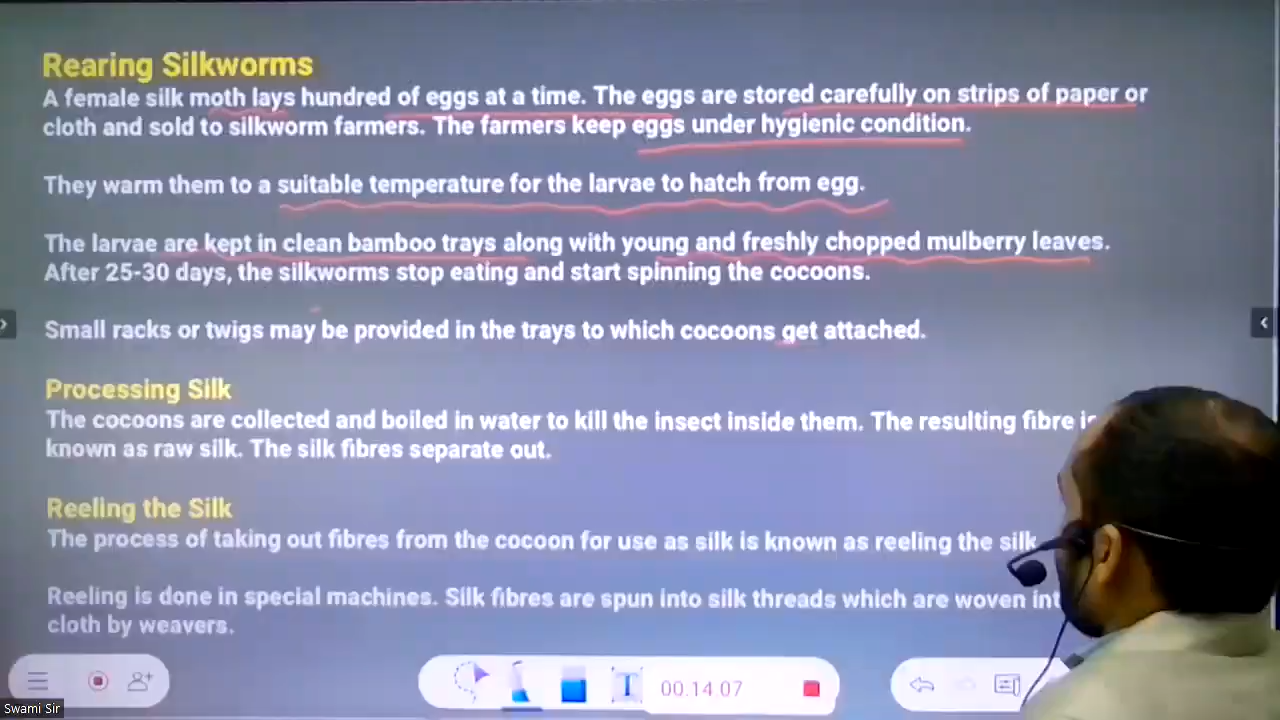 Rearing Silkworms
A female silk moth lays hundred of eggs at a time. The eggs are stored carefully on strips of paper or
cloth and sold to silkworm farmers. The farmers keep eggs under hygienic condition.
They warm them to a suitable temperature for the larvae to hatch from egg.
The larvae are kept in clean bamboo trays along with young and freshly chopped mulberry leaves.
After 25-30 days, the silkworms stop eating and start spinning the cocoons.
Small racks or twigs may be provided in the trays to which cocoons get attached.
Processing Silk
The cocoons are collected and boiled in water to kill the insect inside them. The resulting fibre
known as raw silk. The silk fibres separate out.
Reeling the Silk
The process of taking out fibres from the cocoon for use as silk is known as reeling the silk
Reeling is done in special machines. Silk fibres are spun into silk threads which are woven
cloth by weavers.
T 00.14.07
Swami Sir